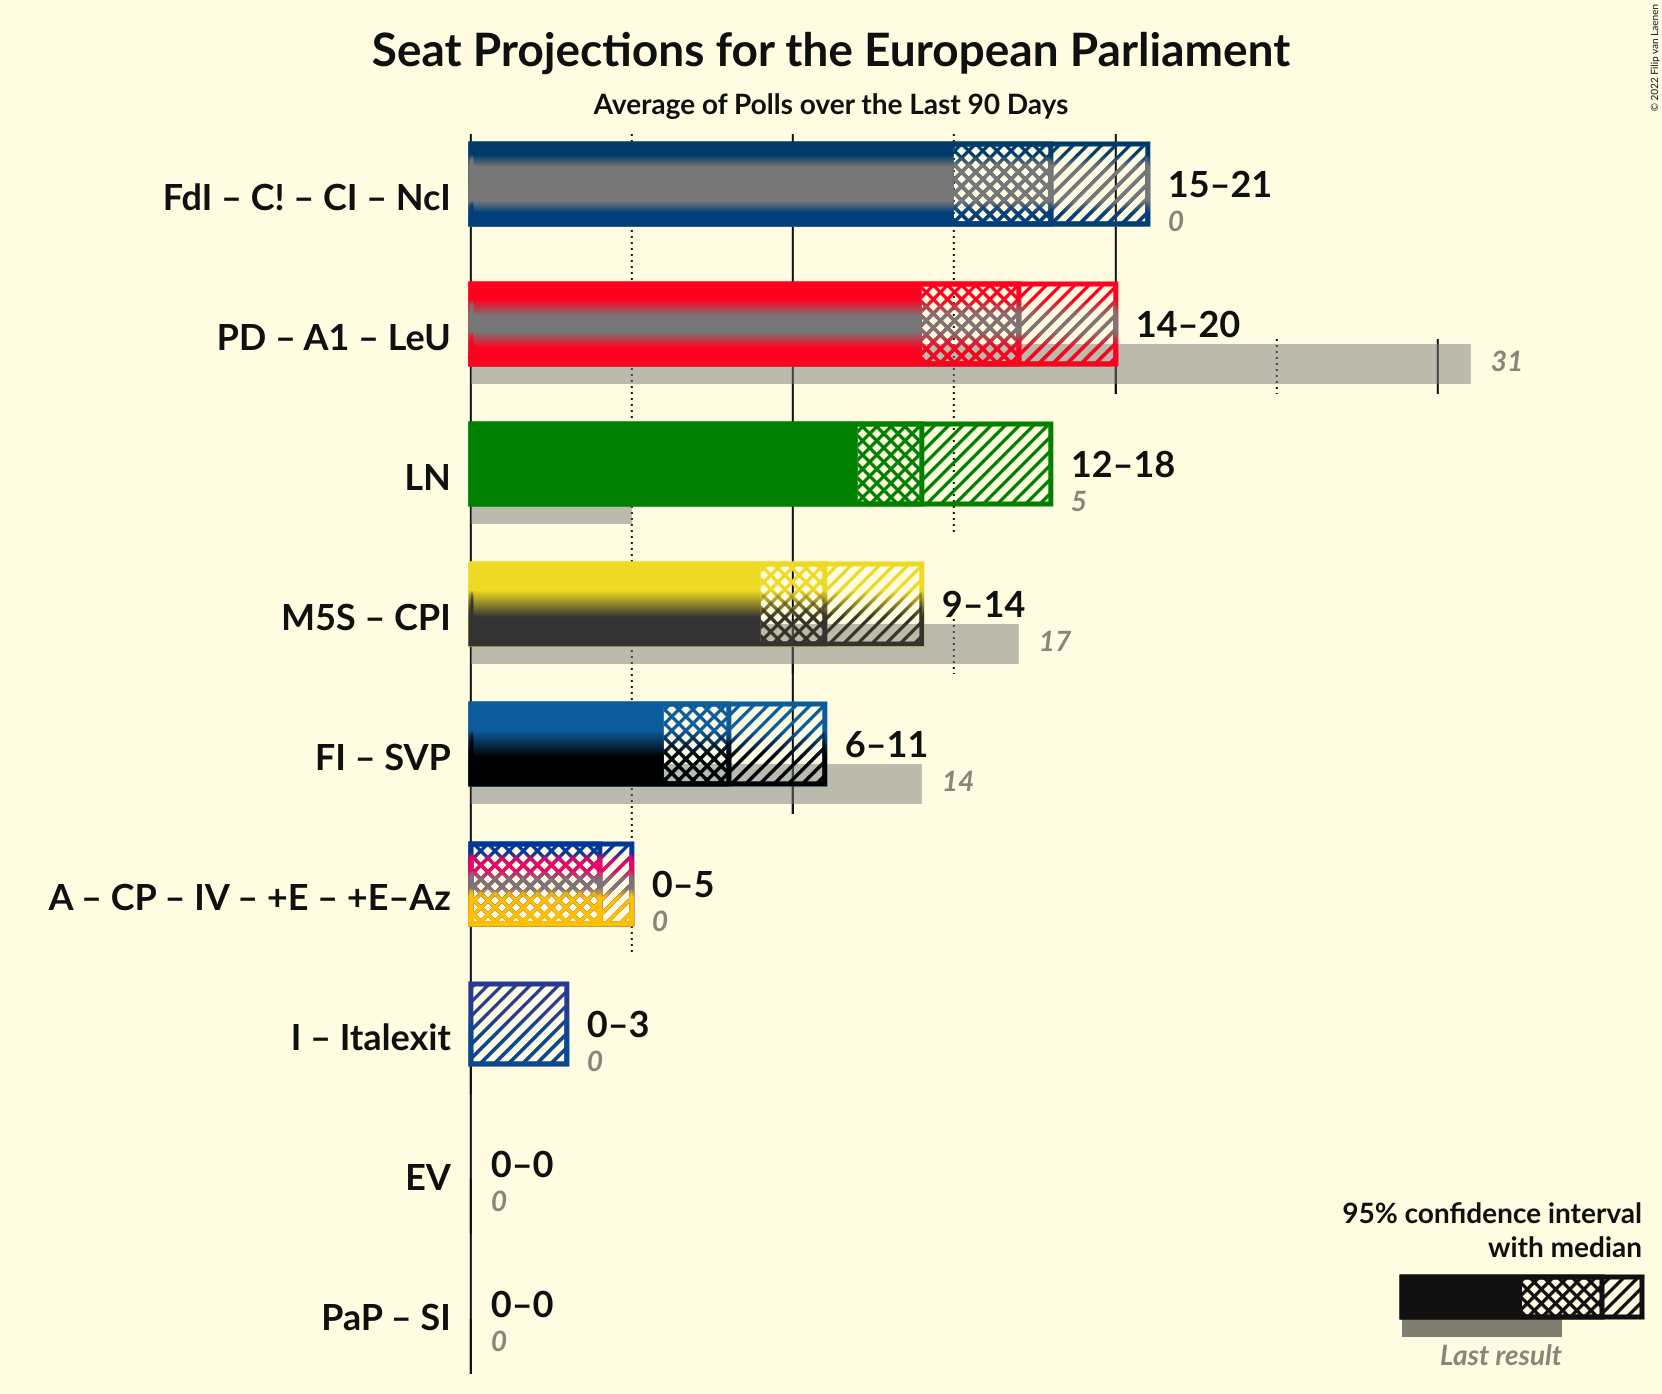 Seat Projections for the European Parliament
Average of Polls over the Last 90 Days
© 2022 Filip van Laenen
FdI – C! – CI – NcI
15–21
0
PD – A1 – LeU
14–20
31
LN
12–18
5
M5S – CPI
9–14
17
FI – SVP
6–11
14
A – CP – IV – +E – +E–Az
0–5
0
I – Italexit
0–3
0
EV
0–0
0
PaP – SI
0–0
0
95% confidence interval
with median
Last result